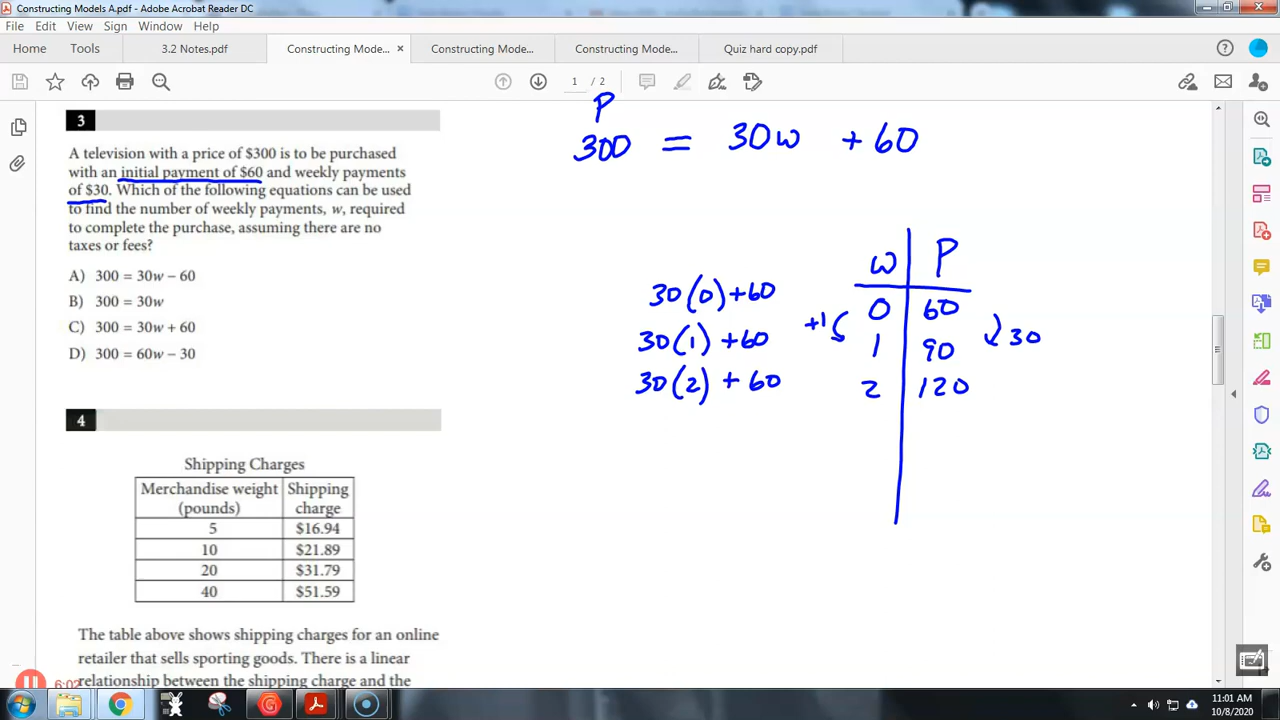 Constructing Models A.pdf - Adobe Acrobat Reader DC
File Edit View Sign Window Help
Home Tools 3.2 Notes.pdf Constructing Mode... × Constructing Mode... Constructing Mode... Quiz hard copy.pdf
1 / 2
3
A television with a price of $300 is to be purchased
with an initial payment of $60 and weekly payments
of $30. Which of the following equations can be used
to find the number of weekly payments, w, required
to complete the purchase, assuming there are no
taxes or fees?
A) 300 = 30w – 60
B) 300 = 30w
C) 300 = 30w + 60
D) 300 = 60w – 30
P
300 = 30w + 60
w P
30(0)+60 0 60
+1 30
30(1) +60 1 90
30(2) + 60 2 120
4
Shipping Charges
Merchandise weight (pounds) Shipping charge
5 $16.94
10 $21.89
20 $31.79
40 $51.59
The table above shows shipping charges for an online
retailer that sells sporting goods. There is a linear
relationship between the shipping charge and the
6:02
11:01 AM
10/8/2020